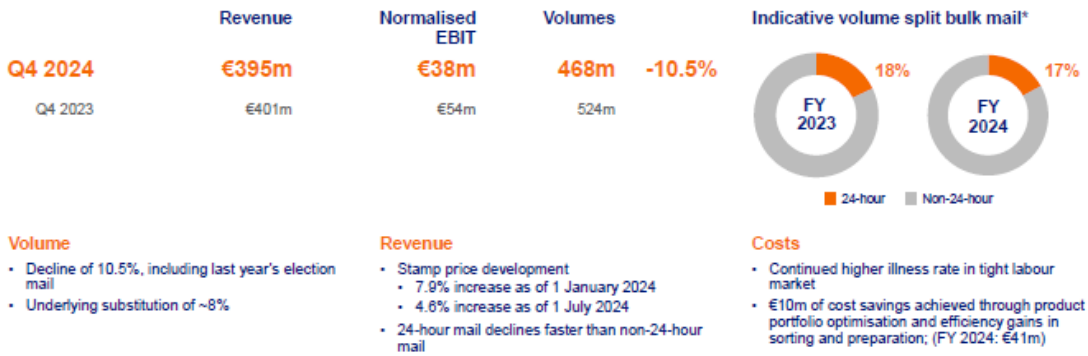 Revenue
Normalised
EBIT
Volumes
Q4 2024 €395m €38m 468m -10.5%
Q4 2023 €401m €54m 524m
Indicative volume split bulk mail*
18%
FY
2023
17%
FY
2024
24-hour Non-24-hour
Volume
• Decline of 10.5%, including last year's election
mail
• Underlying substitution of ~8%
Revenue
• Stamp price development
• 7.9% increase as of 1 January 2024
• 4.6% increase as of 1 July 2024
• 24-hour mail declines faster than non-24-hour
mail
Costs
• Continued higher illness rate in tight labour
market
• €10m of cost savings achieved through product
portfolio optimisation and efficiency gains in
sorting and preparation; (FY 2024: €41m)